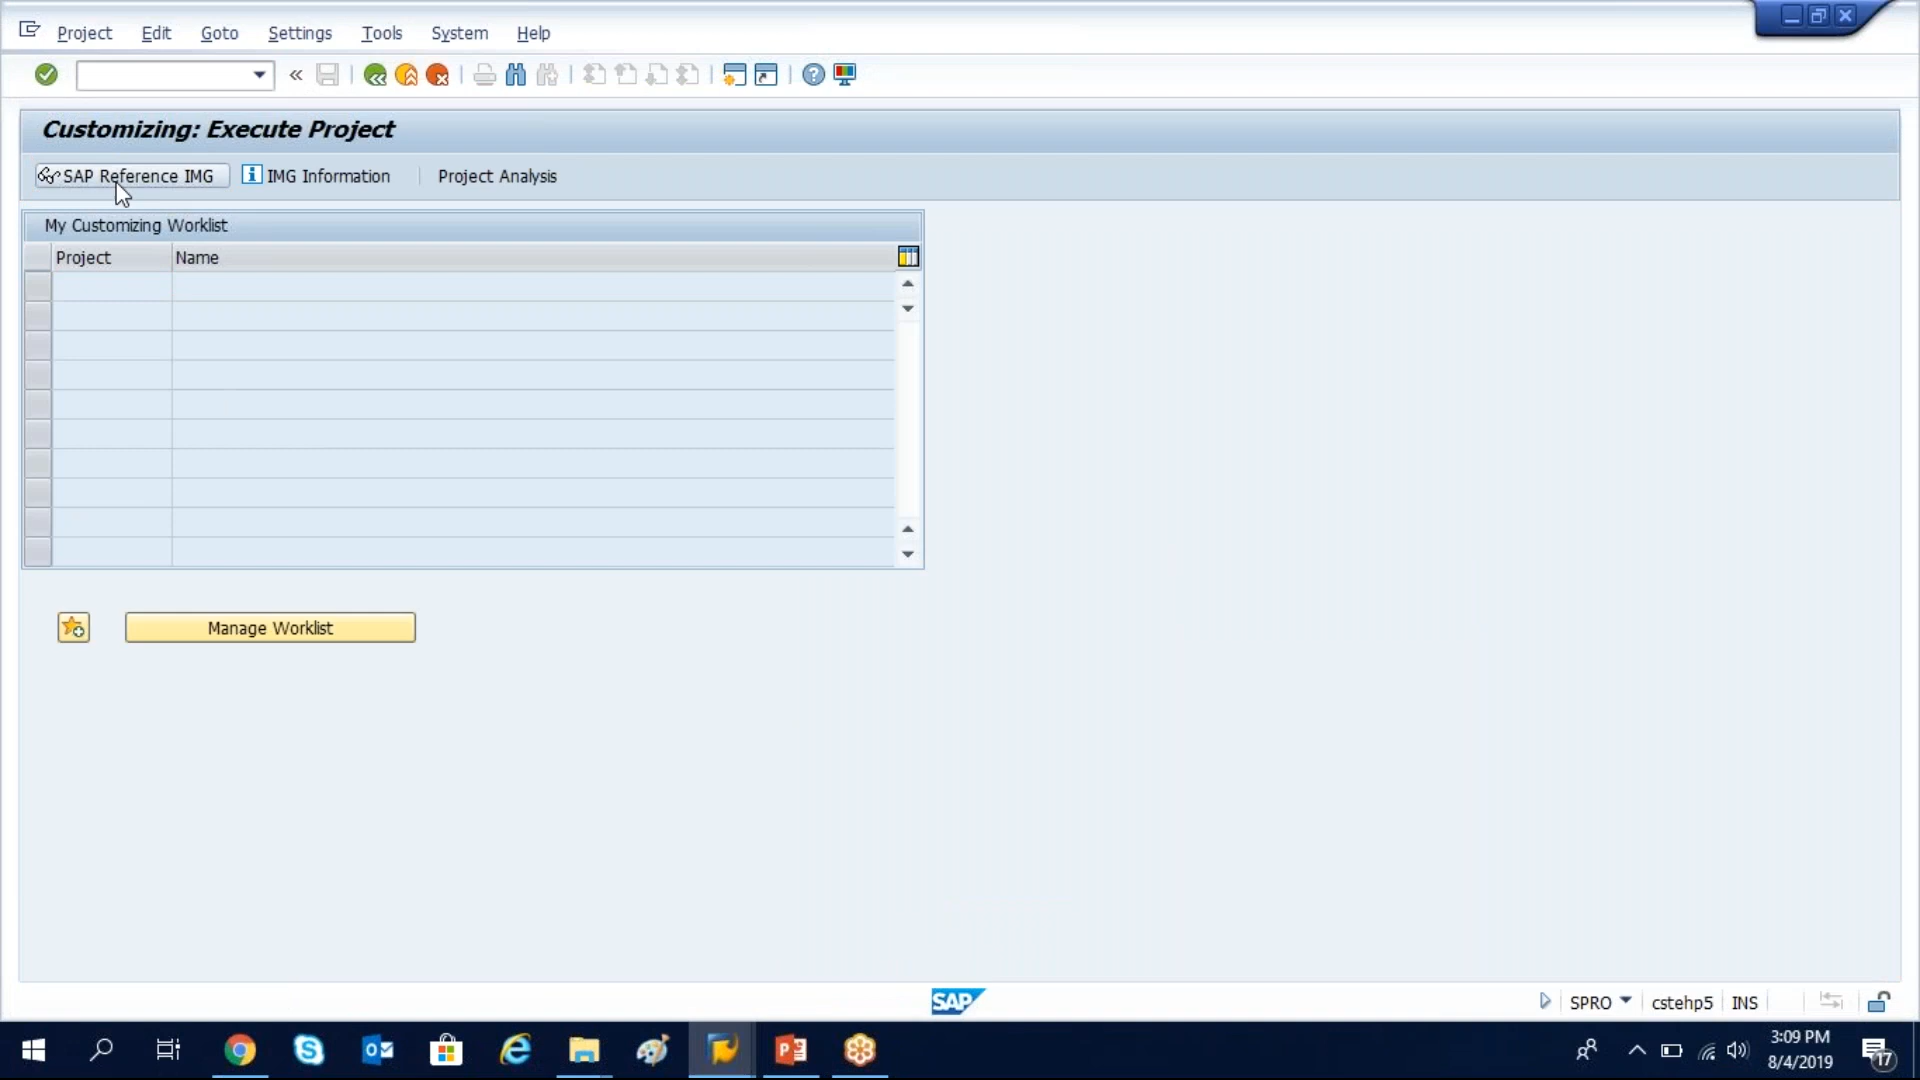 Project Edit Goto Settings Tools System Help
Customizing: Execute Project
SAP Reference IMG IMG Information Project Analysis
My Customizing Worklist
Project Name
Manage Worklist
SAP
SPRO cstehp5 INS
3:09 PM
8/4/2019
17